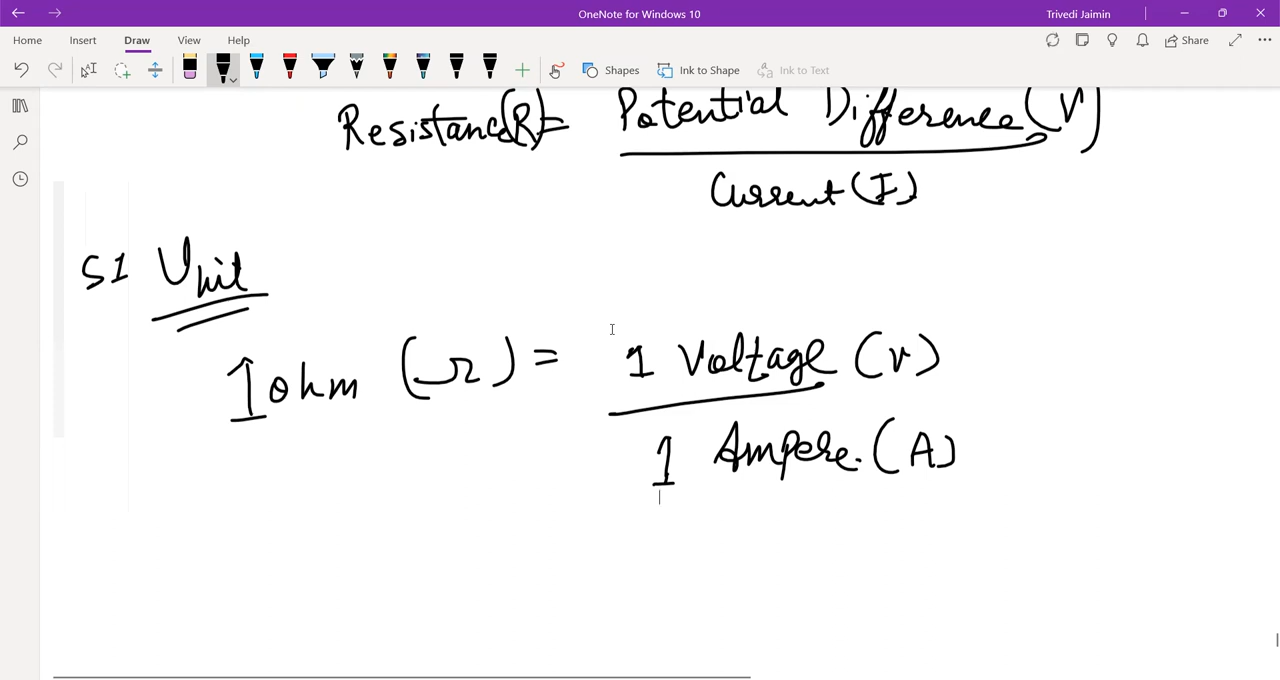 OneNote for Windows 10
Trivedi Jaimin
Home Insert Draw View Help
Share
Shapes Ink to Shape Ink to Text
Resistance(R)= Potential Difference(V)
Current(I)
SI Unit
1 ohm (Ω) = 1 Voltage (V)
1 Ampere. (A)